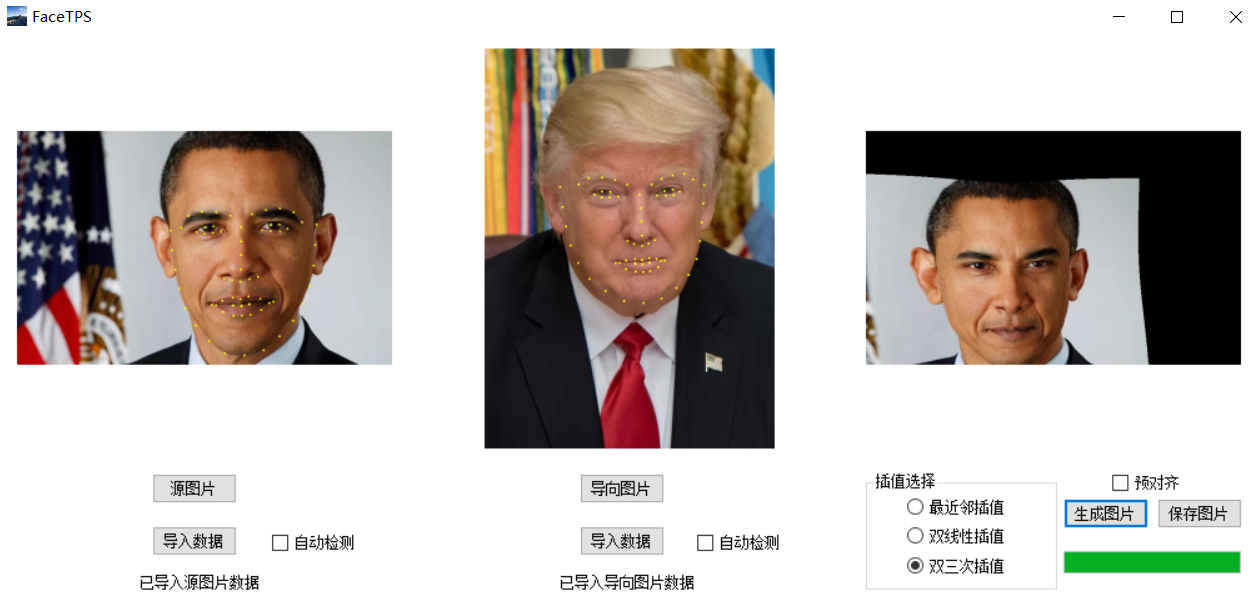 FaceTPS
源图片
导入数据
自动检测
已导入源图片数据
导向图片
导入数据
自动检测
已导入导向图片数据
插值选择
最近邻插值
双线性插值
双三次插值
预对齐
生成图片
保存图片